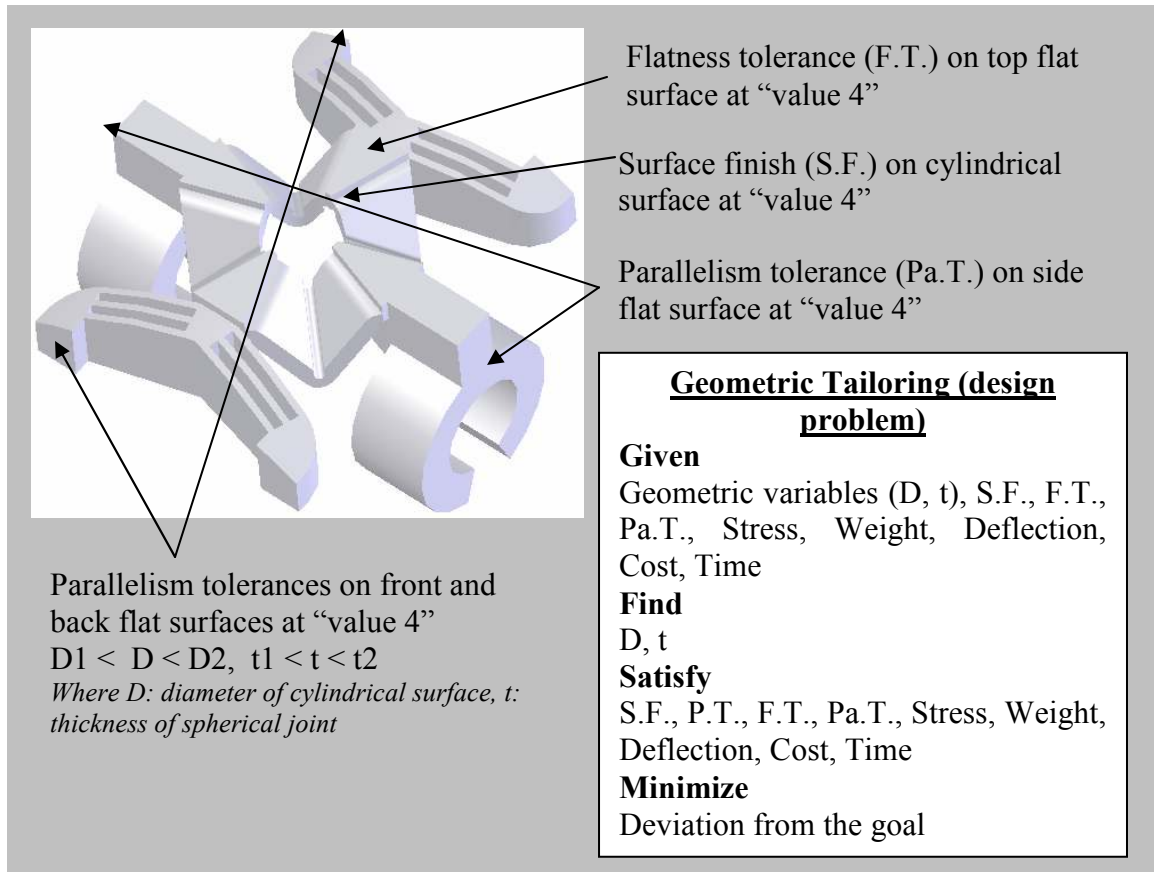 Flatness tolerance (F.T.) on top flat
surface at “value 4”
Surface finish (S.F.) on cylindrical
surface at “value 4”
Parallelism tolerance (Pa.T.) on side
flat surface at “value 4”
Parallelism tolerances on front and
back flat surfaces at “value 4”
D1 < D < D2, t1 < t < t2
Where D: diameter of cylindrical surface, t:
thickness of spherical joint
Geometric Tailoring (design
problem)
Given
Geometric variables (D, t), S.F., F.T.,
Pa.T., Stress, Weight, Deflection,
Cost, Time
Find
D, t
Satisfy
S.F., P.T., F.T., Pa.T., Stress, Weight,
Deflection, Cost, Time
Minimize
Deviation from the goal